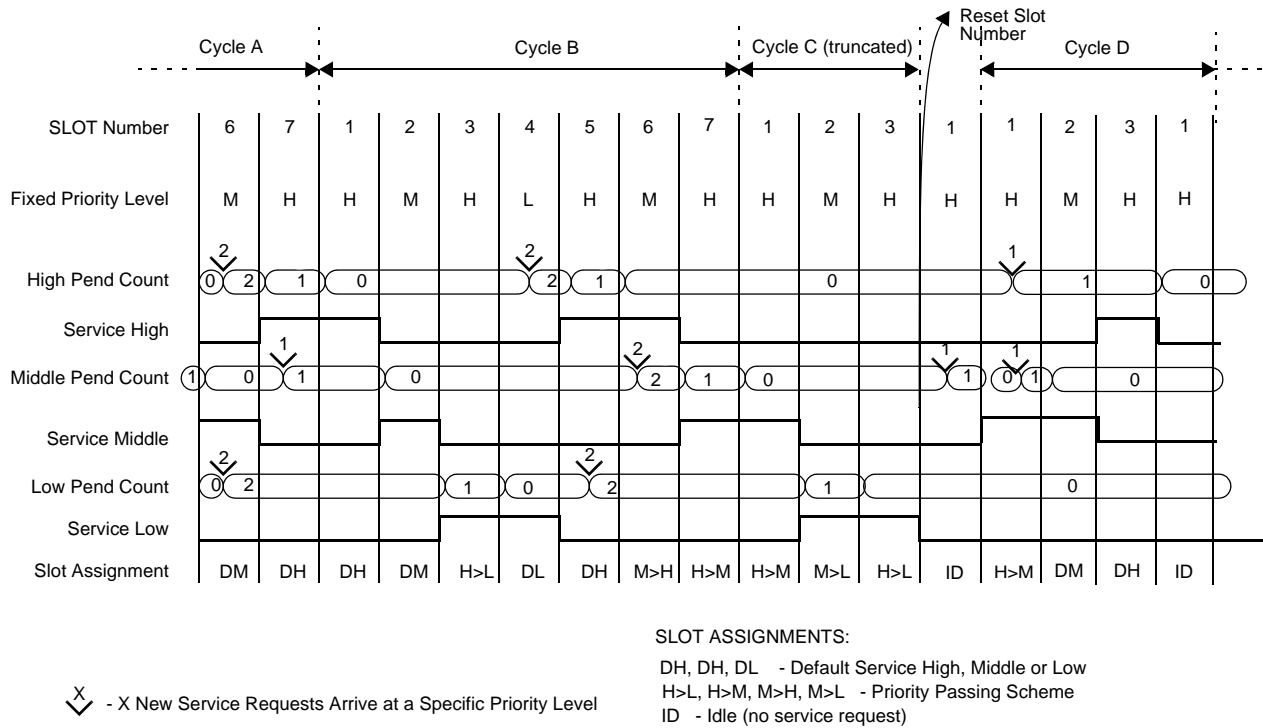 Reset Slot
Number
Cycle A
Cycle B
Cycle C (truncated)
Cycle D
SLOT Number 6 7 1 2 3 4 5 6 7 1 2 3 1 1 2 3 1
Fixed Priority Level M H H M H L H M H H M H H H M H H
2 2 1
High Pend Count 0 2 1 0 2 1 0 1 0
Service High
1 2 1 1
Middle Pend Count 1 0 1 0 2 1 0 1 0 1 0
Service Middle
2 2
Low Pend Count 0 2 1 0 2 1 0
Service Low
Slot Assignment DM DH DH DM H>L DL DH M>H H>M H>M M>L H>L ID H>M DM DH ID
SLOT ASSIGNMENTS:
DH, DH, DL - Default Service High, Middle or Low
H>L, H>M, M>H, M>L - Priority Passing Scheme
ID - Idle (no service request)
X
- X New Service Requests Arrive at a Specific Priority Level